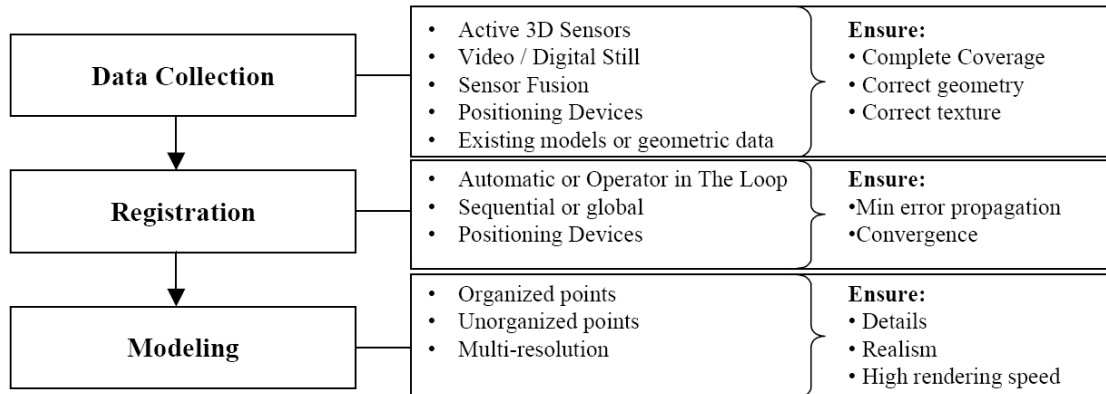 Data Collection
• Active 3D Sensors
• Video / Digital Still
• Sensor Fusion
• Positioning Devices
• Existing models or geometric data
Ensure:
• Complete Coverage
• Correct geometry
• Correct texture
Registration
• Automatic or Operator in The Loop
• Sequential or global
• Positioning Devices
Ensure:
•Min error propagation
•Convergence
Modeling
• Organized points
• Unorganized points
• Multi-resolution
Ensure:
• Details
• Realism
• High rendering speed